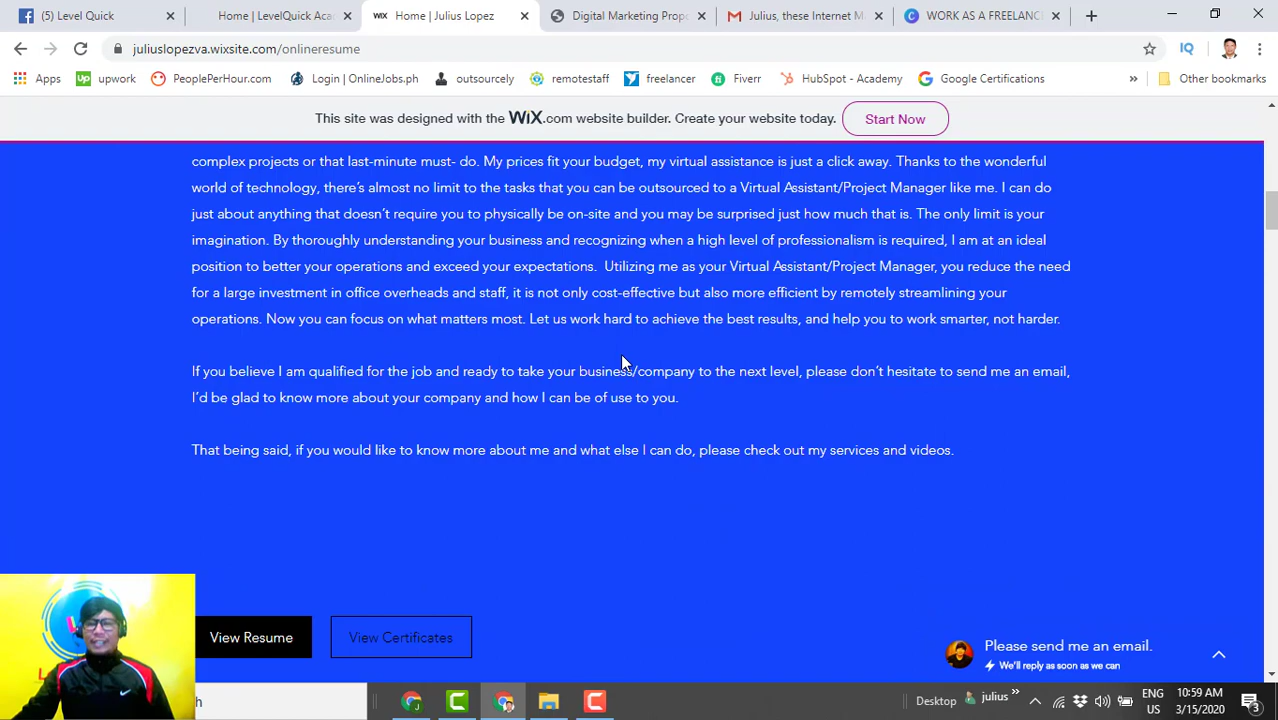 (5) Level Quick
Home | LevelQuick Aca
WIX Home | Julius Lopez
Digital Marketing Prop
Julius, these Internet M
WORK AS A FREELANC
juliuslopezva.wixsite.com/onlineresume
Apps
Up upwork
PeoplePerHour.com
Login | OnlineJobs.ph
outsourcely
remotestaff
freelancer
Fiverr
HubSpot - Academy
Google Certifications
Other bookmarks
This site was designed with the WiX.com website builder. Create your website today. Start Now
complex projects or that last-minute must- do. My prices fit your budget, my virtual assistance is just a click away. Thanks to the wonderful
world of technology, there's almost no limit to the tasks that you can be outsourced to a Virtual Assistant/Project Manager like me. I can do
just about anything that doesn't require you to physically be on-site and you may be surprised just how much that is. The only limit is your
imagination. By thoroughly understanding your business and recognizing when a high level of professionalism is required, I am at an ideal
position to better your operations and exceed your expectations.  Utilizing me as your Virtual Assistant/Project Manager, you reduce the need
for a large investment in office overheads and staff, it is not only cost-effective but also more efficient by remotely streamlining your
operations. Now you can focus on what matters most. Let us work hard to achieve the best results, and help you to work smarter, not harder.
If you believe I am qualified for the job and ready to take your business/company to the next level, please don't hesitate to send me an email,
I'd be glad to know more about your company and how I can be of use to you.
That being said, if you would like to know more about me and what else I can do, please check out my services and videos.
View Resume
View Certificates
Please send me an email.
We'll reply as soon as we can
Desktop
julius
ENG
US
10:59 AM
3/15/2020
3